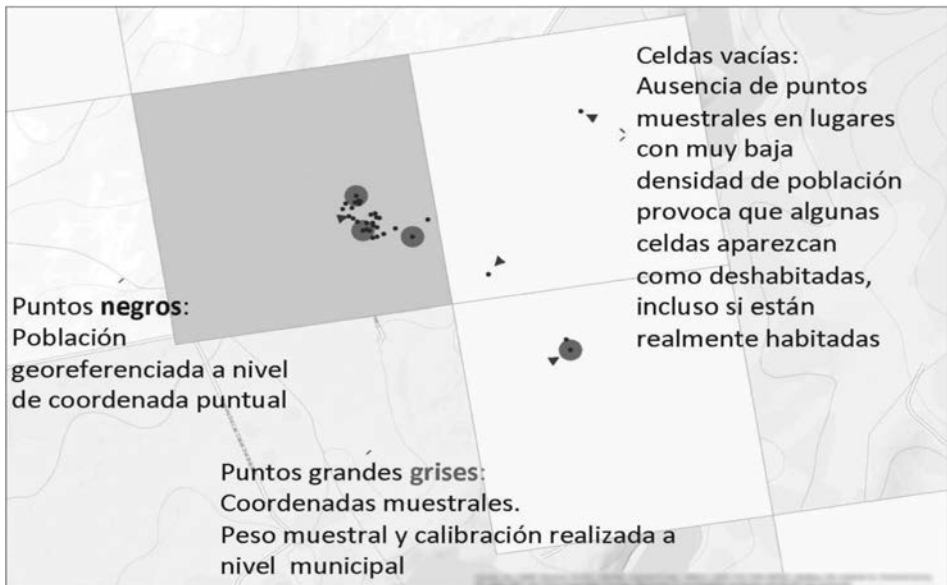 Celdas vacías:
Ausencia de puntos
muestrales en lugares
con muy baja
densidad de población
provoca que algunas
celdas aparezcan
como deshabitadas,
incluso si están
realmente habitadas
Puntos negros:
Población
georeferenciada a nivel
de coordenada puntual
Puntos grandes grises:
Coordenadas muestrales.
Peso muestral y calibración realizada a
nivel municipal